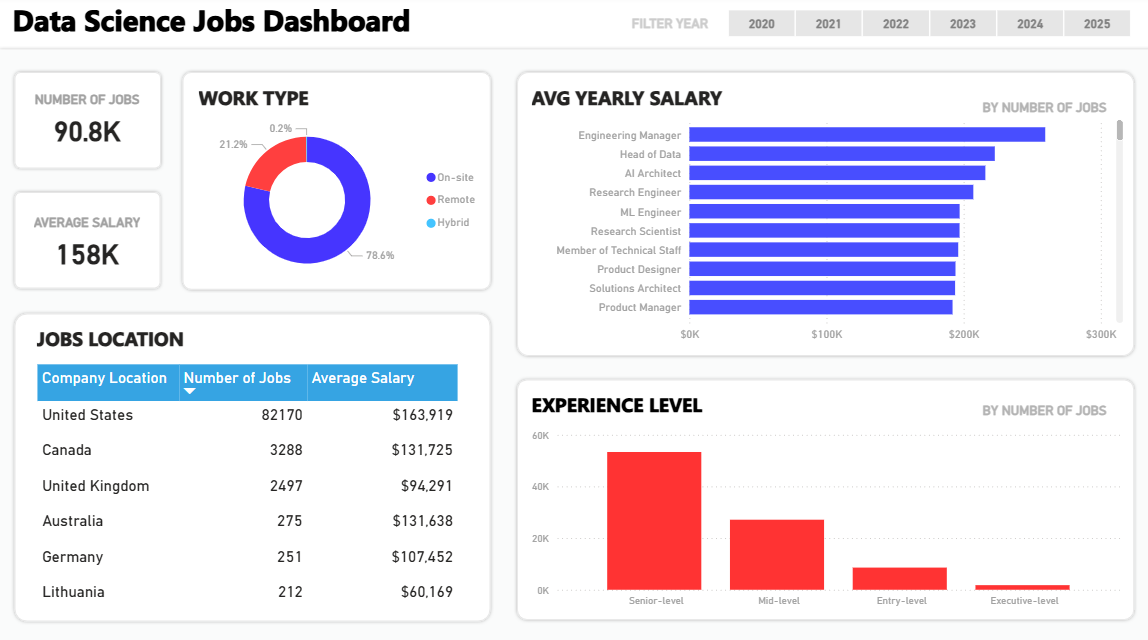 Data Science Jobs Dashboard
FILTER YEAR
2020 2021 2022 2023 2024 2025
NUMBER OF JOBS
90.8K
AVERAGE SALARY
158K
WORK TYPE
0.2%
21.2%
78.6%
On-site
Remote
Hybrid
AVG YEARLY SALARY
BY NUMBER OF JOBS
Engineering Manager
Head of Data
AI Architect
Research Engineer
ML Engineer
Research Scientist
Member of Technical Staff
Product Designer
Solutions Architect
Product Manager
$0K $100K $200K $300K
JOBS LOCATION
Company Location Number of Jobs Average Salary
United States 82170 $163,919
Canada 3288 $131,725
United Kingdom 2497 $94,291
Australia 275 $131,638
Germany 251 $107,452
Lithuania 212 $60,169
EXPERIENCE LEVEL
BY NUMBER OF JOBS
60K
40K
20K
0K
Senior-level Mid-level Entry-level Executive-level